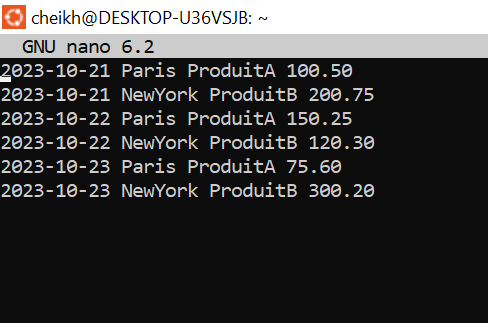 cheikh@DESKTOP-U36VSJB: ~
GNU nano 6.2
2023-10-21 Paris ProduitA 100.50
2023-10-21 NewYork ProduitB 200.75
2023-10-22 Paris ProduitA 150.25
2023-10-22 NewYork ProduitB 120.30
2023-10-23 Paris ProduitA 75.60
2023-10-23 NewYork ProduitB 300.20